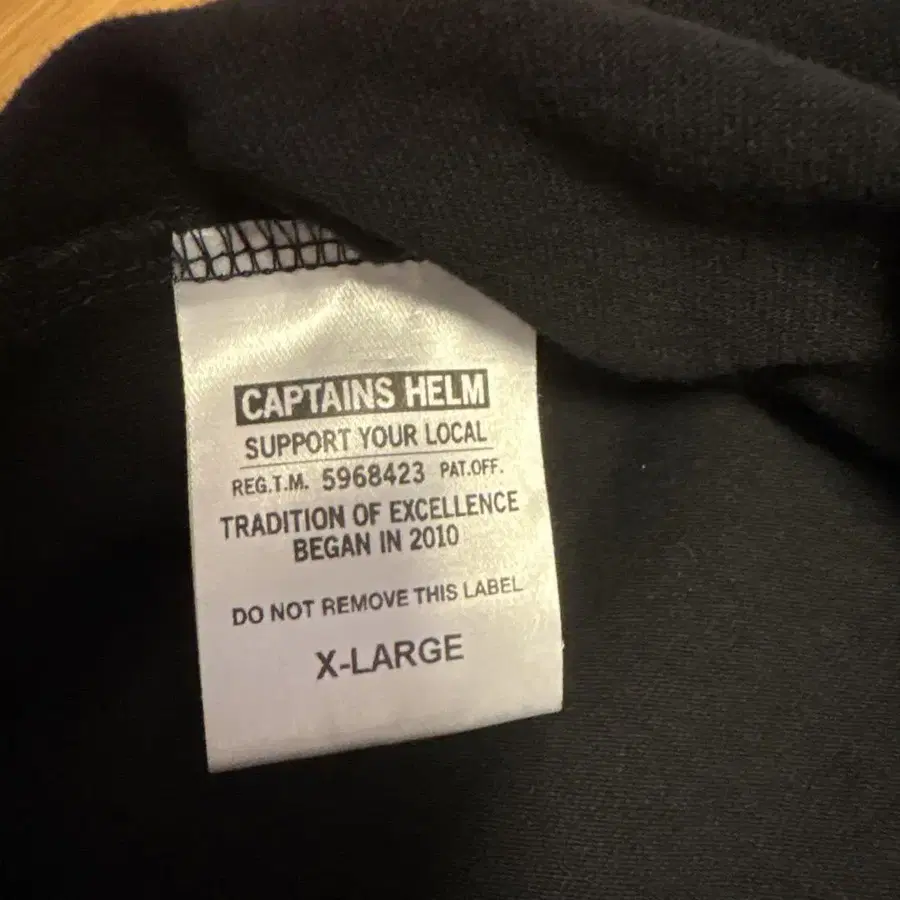 CAPTAINS HELM
SUPPORT YOUR LOCAL
REG.T.M. 5968423 PAT.OFF.
TRADITION OF EXCELLENCE
BEGAN IN 2010
DO NOT REMOVE THIS LABEL
X-LARGE